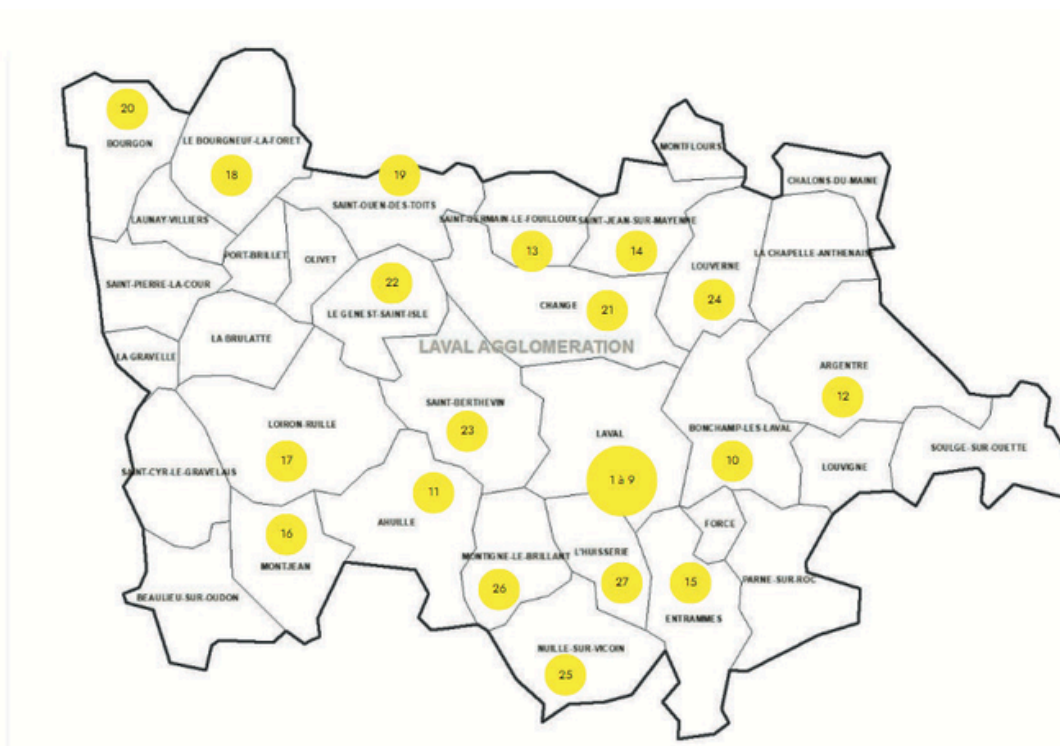 20
BOURGON
LE BOURGNEUF-LA-FORET
18
19
SAINT-OUEN-DES-TOITS
MONTFLOURS
CHALONS-DU-MAINE
LAUNAY-VILLIERS
SAINT-GERMAIN-LE-FOUILLOUX
SAINT-JEAN-SUR-MAYENNE
13
14
PORT-BRILLET
OLIVET
LOUVERNE
LA CHAPELLE-ANTHENAISE
SAINT-PIERRE-LA-COUR
22
24
LE GENEST-SAINT-ISLE
CHANGE
21
LA BRULATTE
LAVAL AGGLOMERATION
LA GRAVELLE
ARGENTRE
12
SAINT-BERTHEVIN
23
LOIRON-RUILLE
17
LAVAL
1 à 9
BONCHAMP-LES-LAVAL
10
SOULGE-SUR-OUETTE
LOUVIGNE
SAINT-CYR-LE-GRAVELAIS
11
AHUILLE
16
MONTJEAN
FORCE
MONTIGNE-LE-BRILLANT
26
L'HUISSERIE
27
15
ENTRAMMES
PARNE-SUR-ROC
BEAULIEU-SUR-OUDON
NUILLE-SUR-VICOIN
25